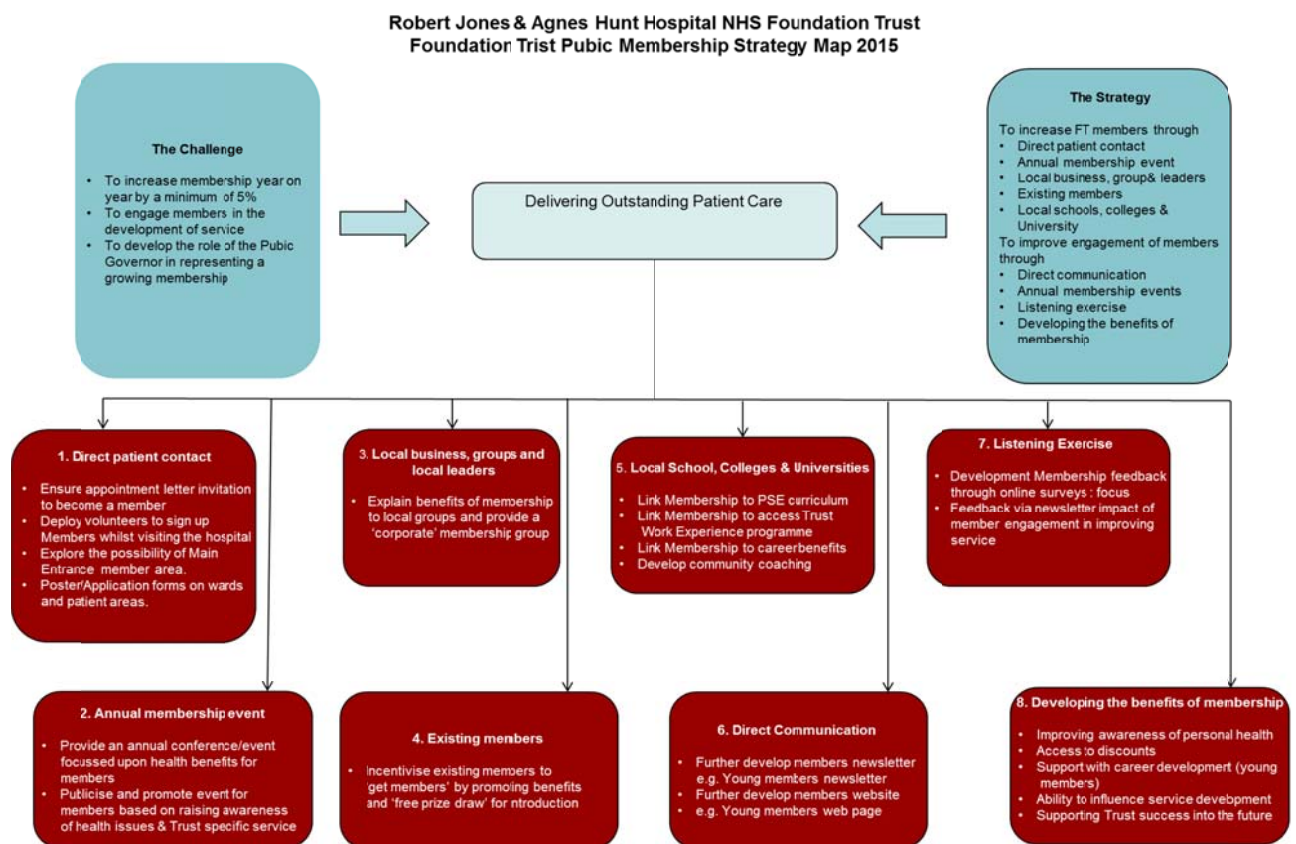 Robert Jones & Agnes Hunt Hospital NHS Foundation Trust
Foundation Trist Pubic Membership Strategy Map 2015
The Challenge
• To increase membership year on
year by a minimum of 5%
• To engage members in the
development of service
• To develop the role of the Pubic
Governor in representing a
growing membership
Delivering Outstanding Patient Care
The Strategy
To increase FT members through
• Direct patient contact
• Annual membership event
• Local business, group& leaders
• Existing members
• Local schools, colleges &
University
To improve engagement of members
through
• Direct communication
• Annual membership events
• Listening exercise
• Developing the benefits of
membership
1. Direct patient contact
• Ensure appointment letter invitation
to become a member
• Deploy volunteers to sign up
Members whilst visiting the hospital
• Explore the possibility of Main
Entrance member area.
• Poster/Application forms on wards
and patient areas.
3. Local business, groups and
local leaders
• Explain benefits of membership
to local groups and provide a
‘corporate’ membership group
5. Local School, Colleges & Universities
• Link Membership to PSE curriculum
• Link Membership to access Trust
Work Experience programme
• Link Membership to career benefits
• Develop community coaching
7. Listening Exercise
• Development Membership feedback
through online surveys : focus
• Feedback via newsletter impact of
member engagement in improving
service
2. Annual membership event
• Provide an annual conference/event
focussed upon health benefits for
members
• Publicise and promote event for
members based on raising awareness
of health issues & Trust specific service
4. Existing members
• Incentivise existing members to
‘get members’ by promoting benefits
and ‘free prize draw’ for ntroduction
6. Direct Communication
• Further develop members newsletter
e.g. Young members newsletter
• Further develop members website
• e.g. Young members web page
8. Developing the benefits of membership
• Improving awareness of personal health
• Access to discounts
• Support with career development (young
members)
• Ability to influence service development
• Supporting Trust success into the future